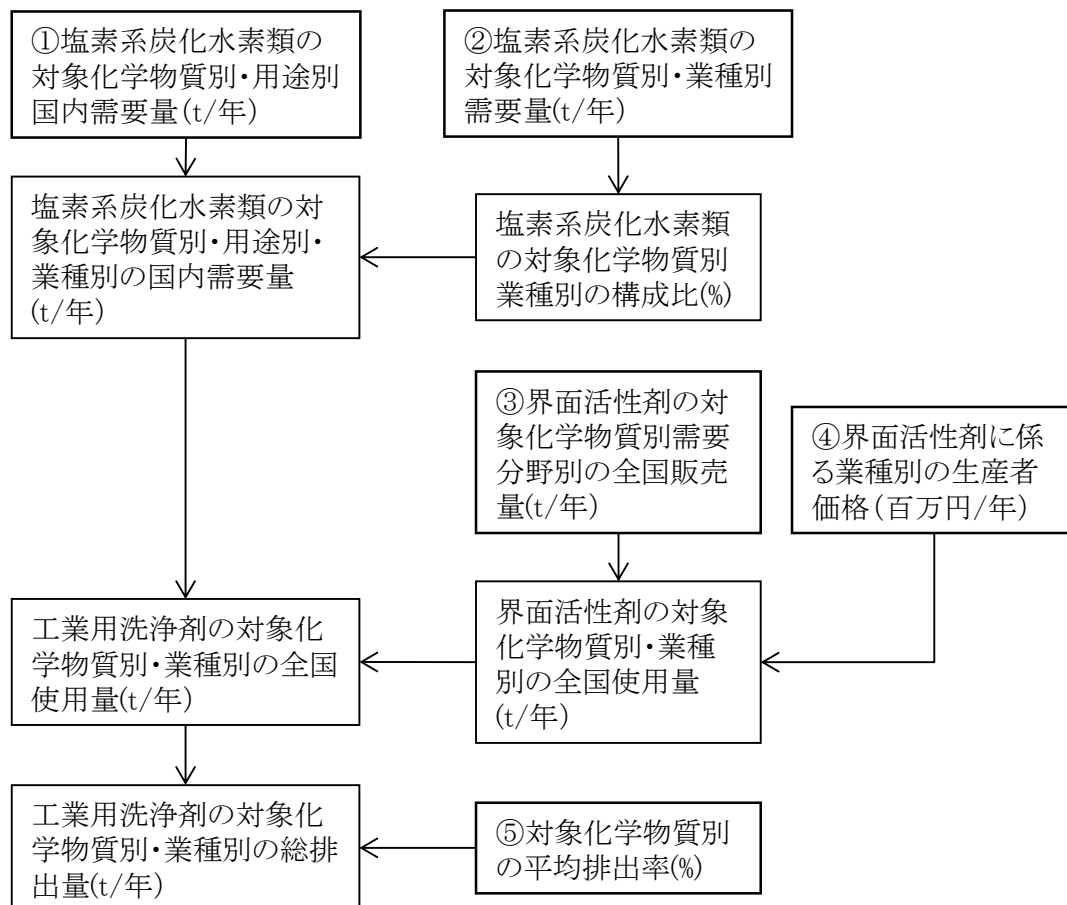 ①塩素系炭化水素類の
対象化学物質別・用途別
国内需要量(t/年)
②塩素系炭化水素類の
対象化学物質別・業種別
需要量(t/年)
塩素系炭化水素類の対
象化学物質別・用途別・
業種別の国内需要量
(t/年)
塩素系炭化水素類
の対象化学物質別
業種別の構成比(%)
③界面活性剤の対
象化学物質別需要
分野別の全国販売
量(t/年)
④界面活性剤に係
る業種別の生産者
価格(百万円/年)
工業用洗浄剤の対象化
学物質別・業種別の全国
使用量(t/年)
界面活性剤の対象
化学物質別・業種
別の全国使用量
(t/年)
工業用洗浄剤の対象化
学物質別・業種別の総排
出量(t/年)
⑤対象化学物質別
の平均排出率(%)